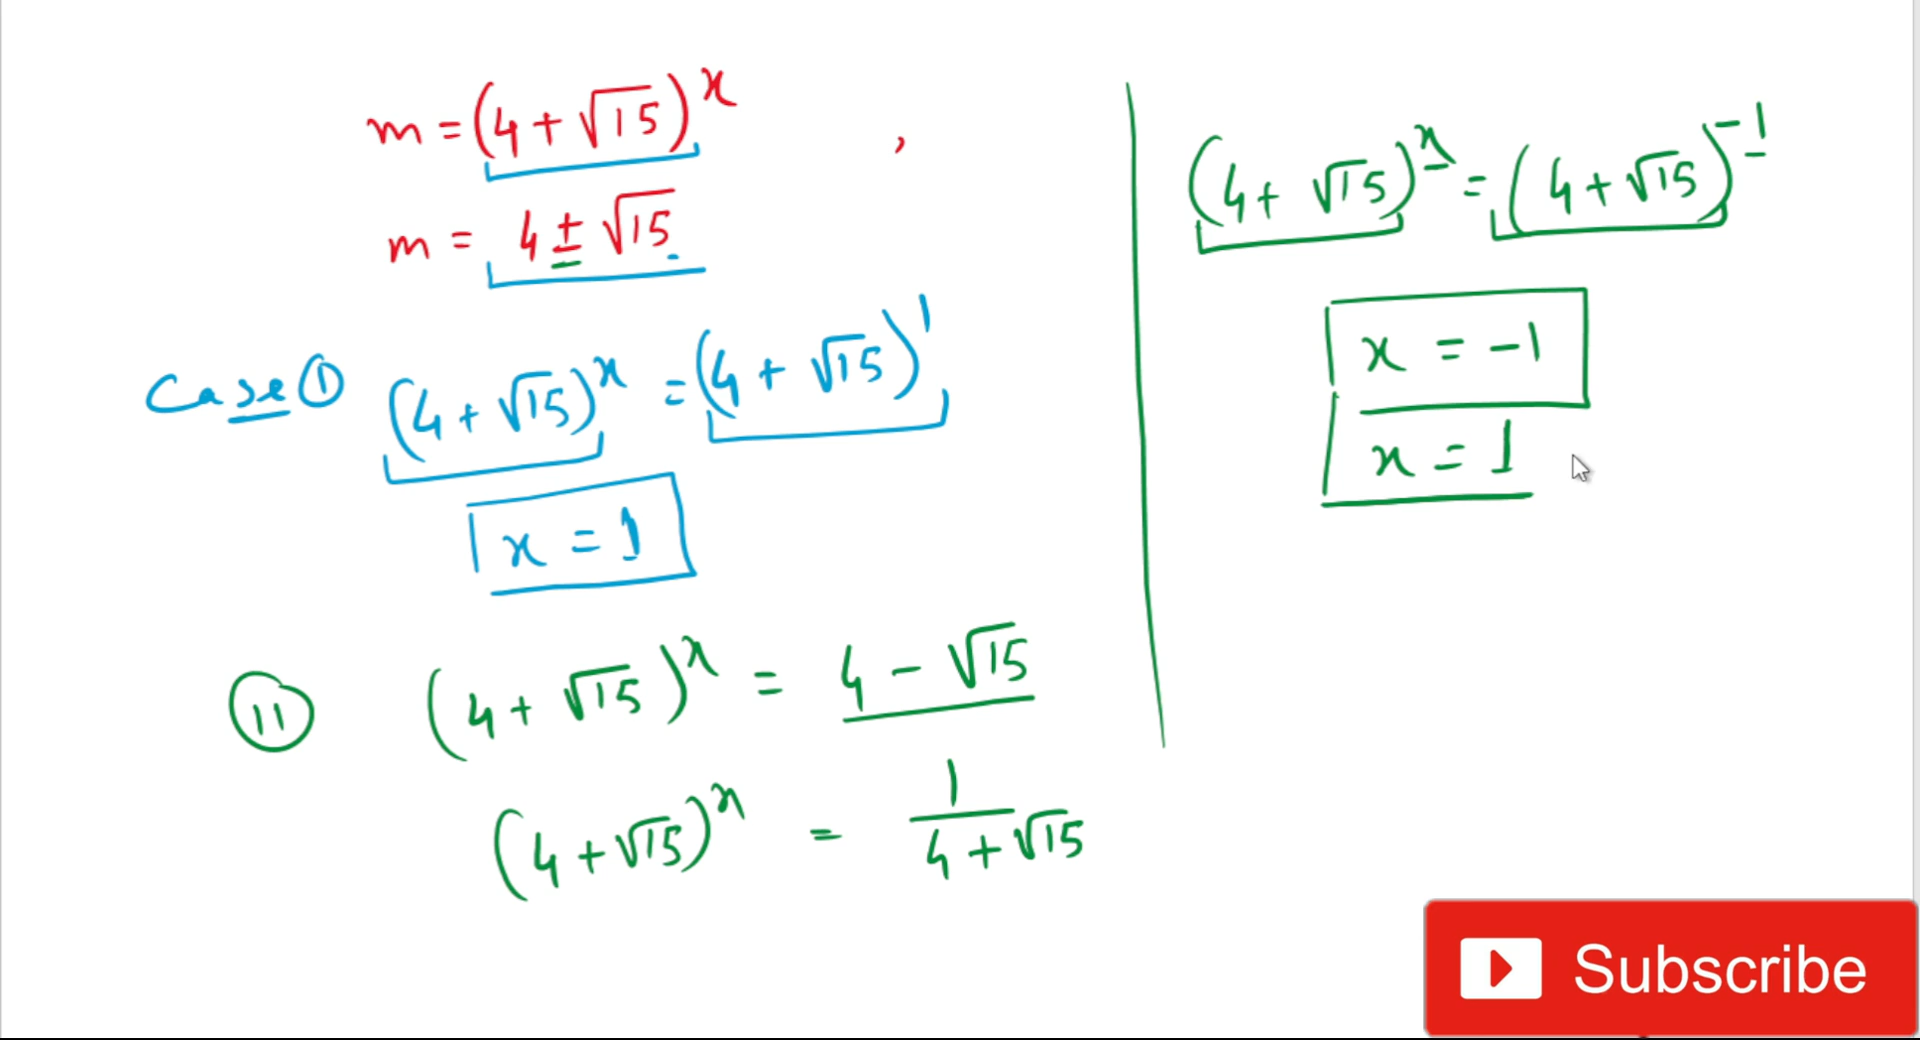 m = (4 + √15)^x ,
m = 4 ± √15
Case ① (4 + √15)^x = (4 + √15)^1
x = 1
(11) (4 + √15)^x = 4 - √15
(4 + √15)^x = 1/(4 + √15)
(4 + √15)^x = (4 + √15)^-1
x = -1
x = 1
Subscribe